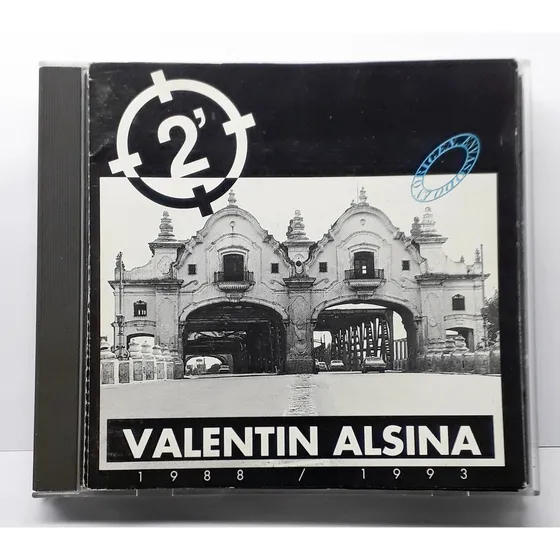 2'
VALENTIN ALSINA
1988 / 1993